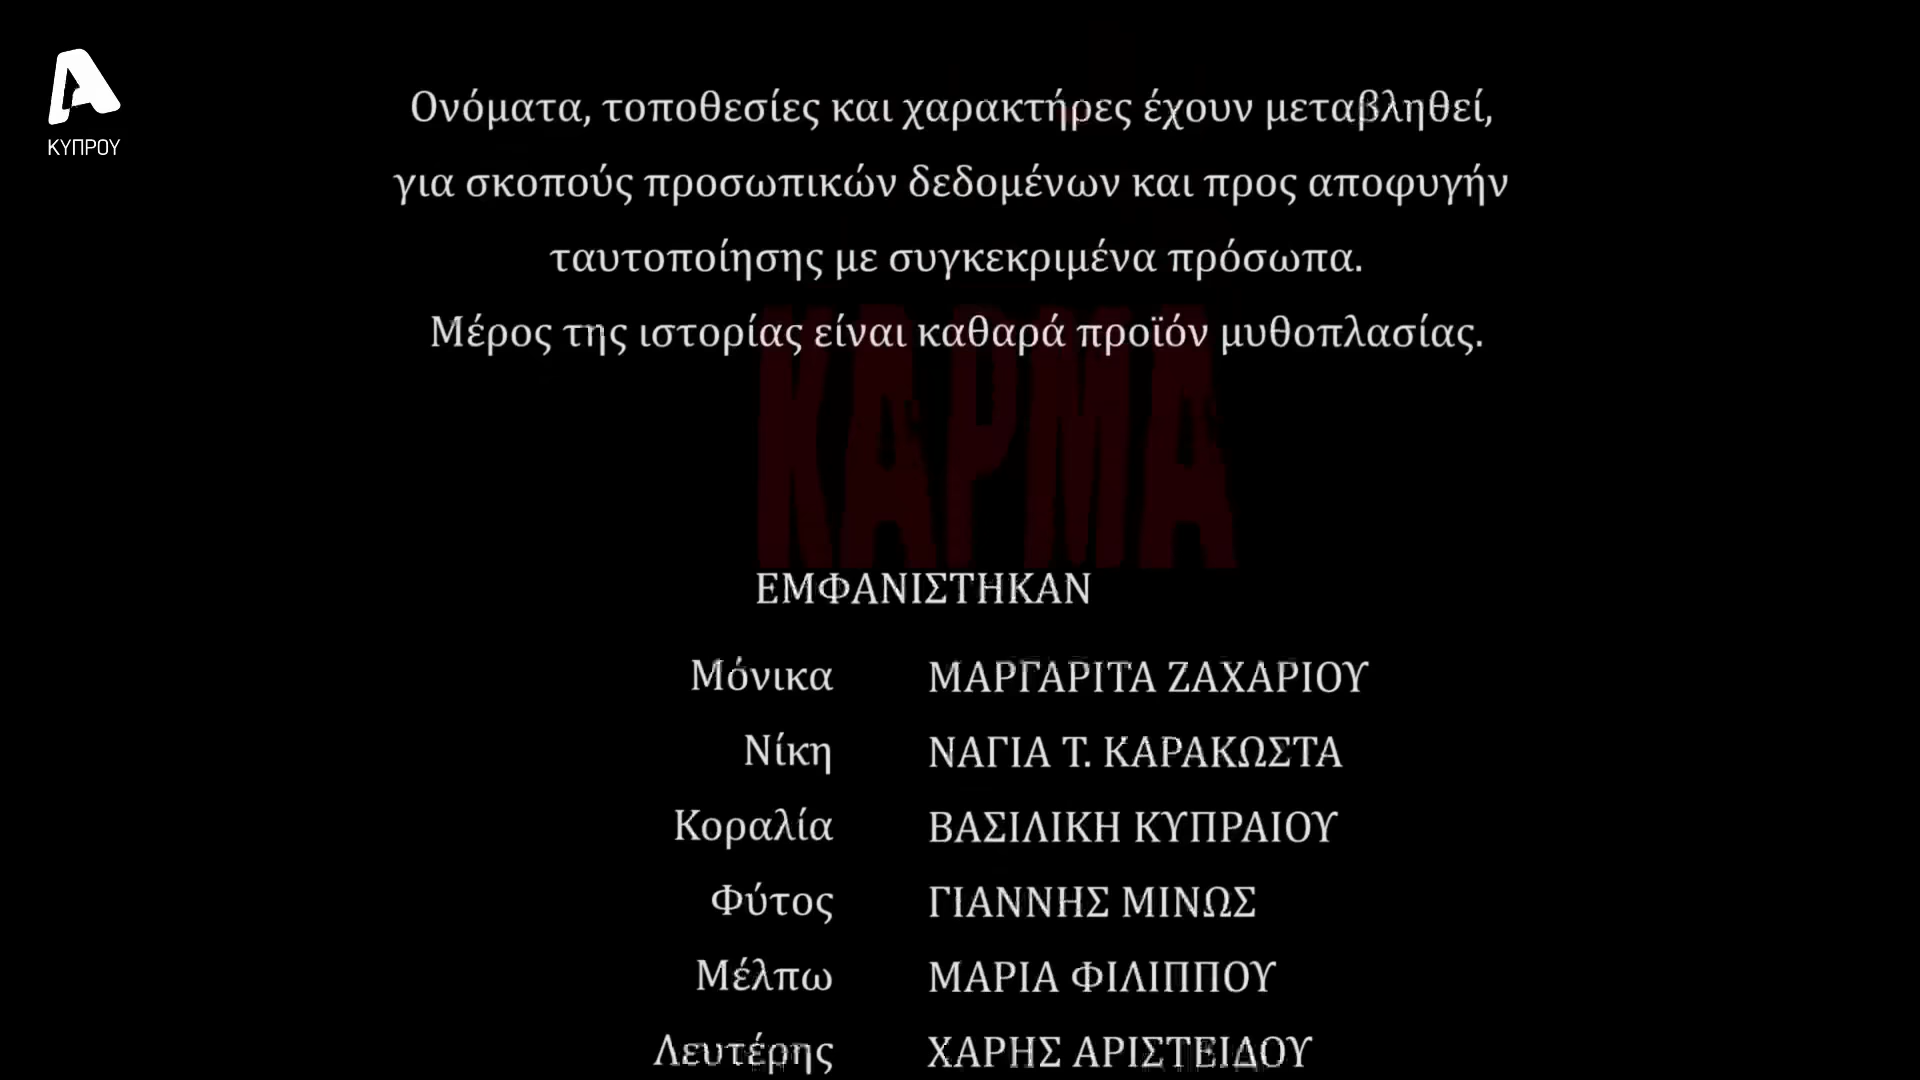 ΚΥΠΡΟΥ
Ονόματα, τοποθεσίες και χαρακτήρες έχουν μεταβληθεί,
για σκοπούς προσωπικών δεδομένων και προς αποφυγήν
ταυτοποίησης με συγκεκριμένα πρόσωπα.
Μέρος της ιστορίας είναι καθαρά προϊόν μυθοπλασίας.
ΚΑΡΜΑ
ΕΜΦΑΝΙΣΤΗΚΑΝ
Μόνικα ΜΑΡΓΑΡΙΤΑ ΖΑΧΑΡΙΟΥ
Νίκη ΝΑΓΙΑ Τ. ΚΑΡΑΚΩΣΤΑ
Κοραλία ΒΑΣΙΛΙΚΗ ΚΥΠΡΑΙΟΥ
Φύτος ΓΙΑΝΝΗΣ ΜΙΝΩΣ
Μέλπω ΜΑΡΙΑ ΦΙΛΙΠΠΟΥ
Λευτέρης ΧΑΡΗΣ ΑΡΙΣΤΕΙΔΟΥ